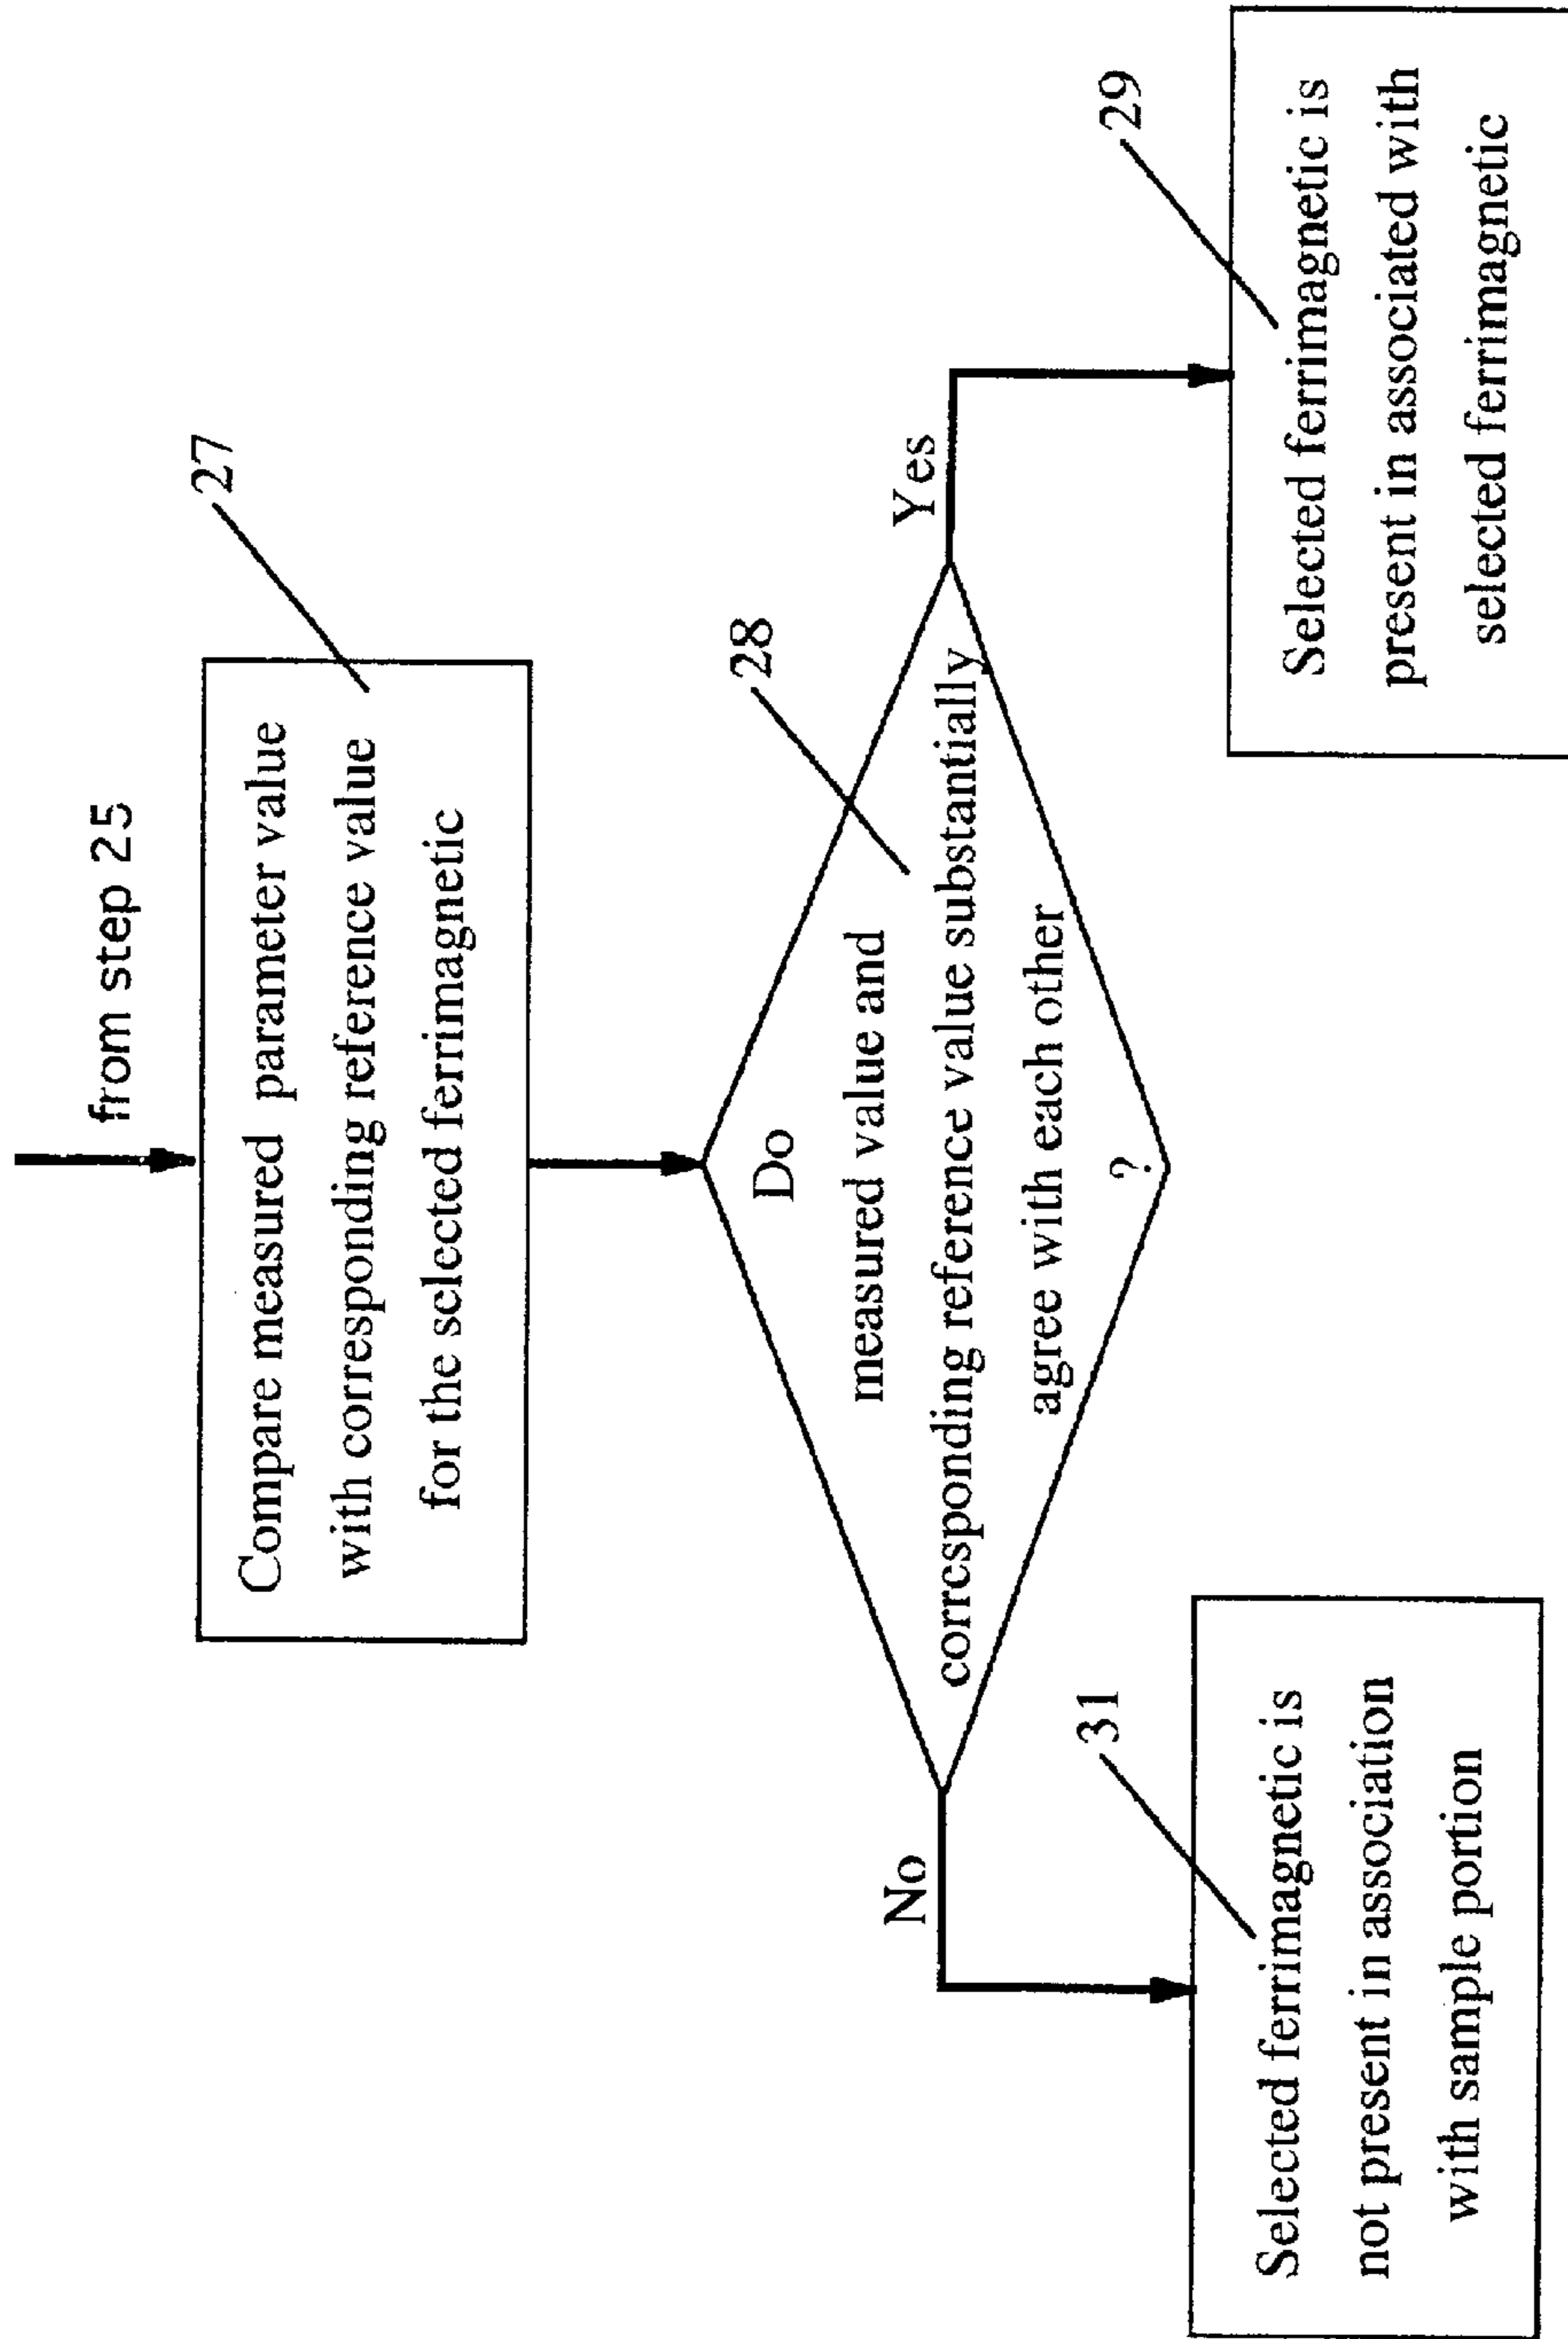 from step 25
27
Compare measured parameter value
with corresponding reference value
for the selected ferrimagnetic
28
Do
measured value and
corresponding reference value substantially
agree with each other
?
No
Yes
31
Selected ferrimagnetic is
not present in association
with sample portion
29
Selected ferrimagnetic is
present in associated with
selected ferrimagnetic